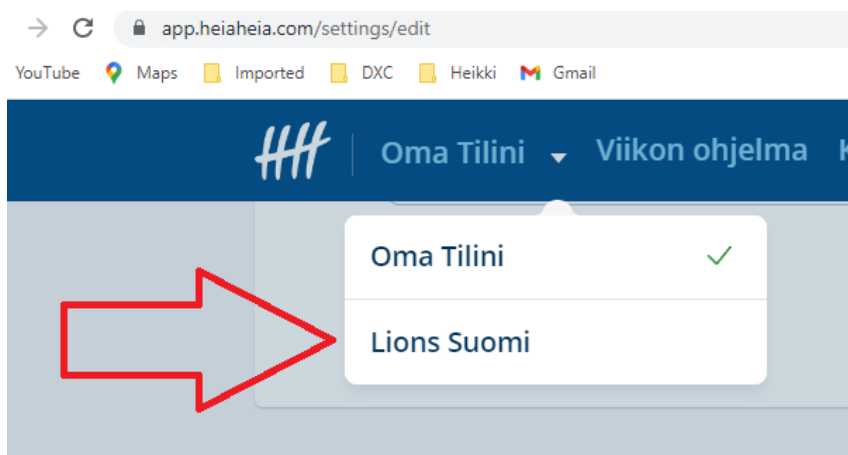 app.heiaheia.com/settings/edit
YouTube Maps Imported DXC Heikki Gmail
Oma Tilini Viikon ohjelma
Oma Tilini
Lions Suomi